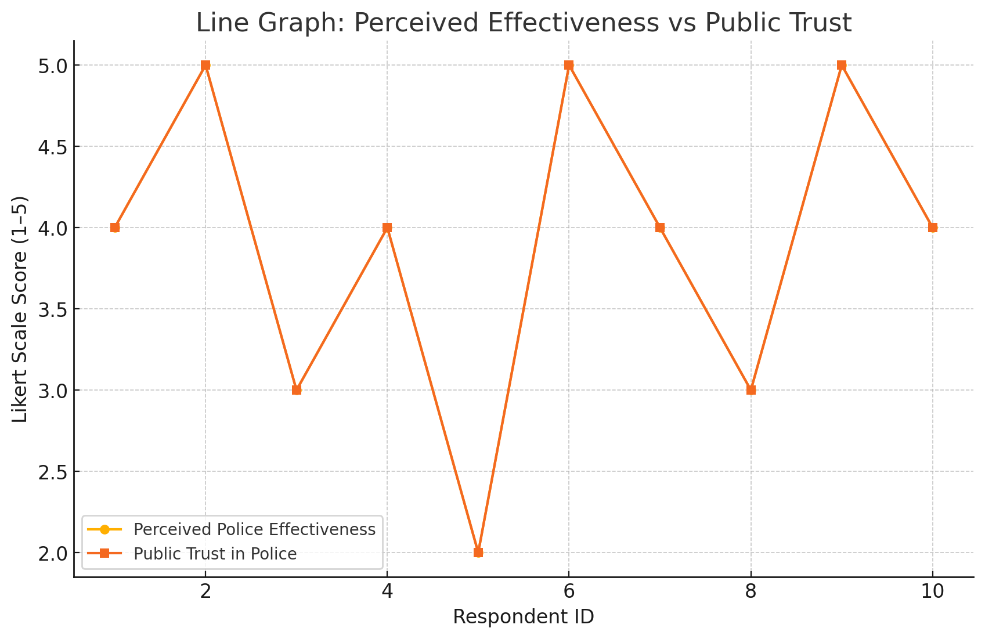 Line Graph: Perceived Effectiveness vs Public Trust
Likert Scale Score (1–5)
5.0
4.5
4.0
3.5
3.0
2.5
2.0
Perceived Police Effectiveness
Public Trust in Police
2 4 6 8 10
Respondent ID